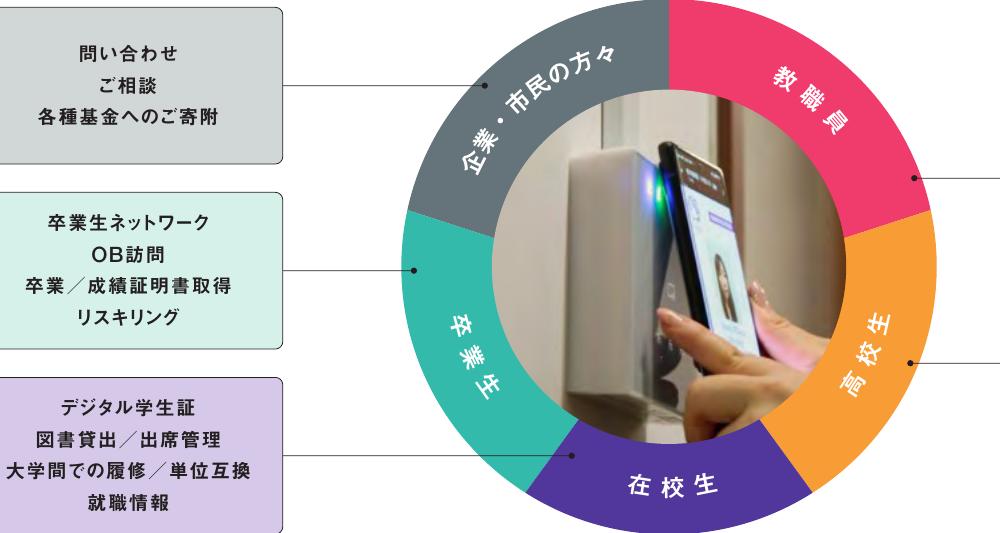 問い合わせ
ご相談
各種基金へのご寄附
卒業生ネットワーク
OB訪問
卒業／成績証明書取得
リスキリング
デジタル学生証
図書貸出／出席管理
大学間での履修／単位互換
就職情報
企業・市民の方々
教職員
高校生
在校生
卒業生